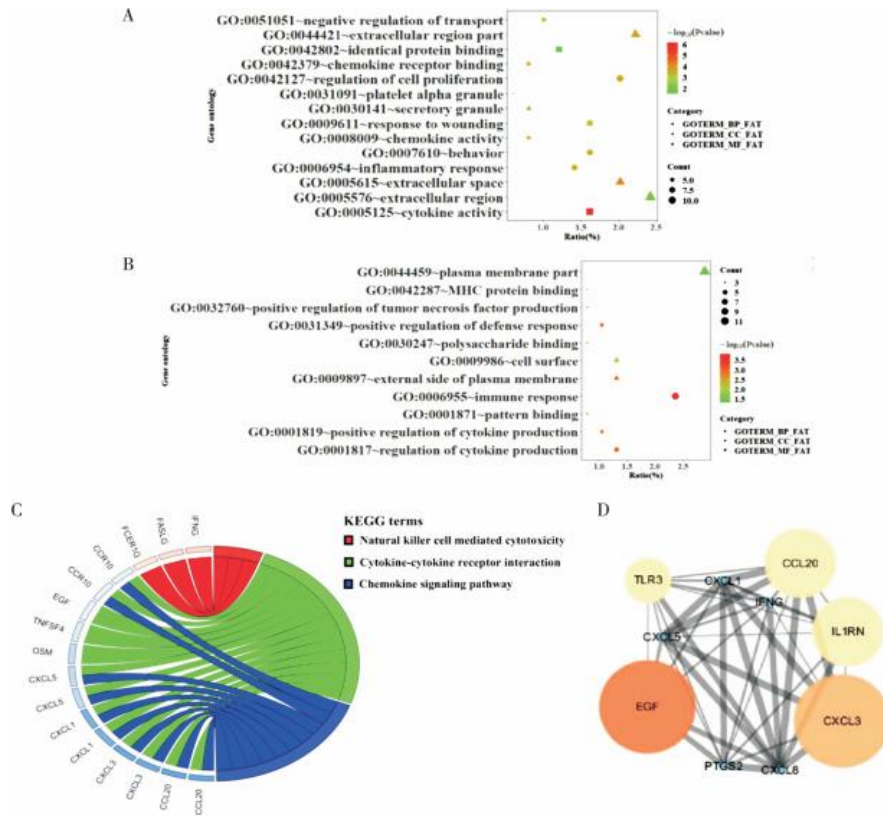 A
GO:0051051~negative regulation of transport
GO:0044421~extracellular region part
GO:0042802~identical protein binding
GO:0042379~chemokine receptor binding
GO:0042127~regulation of cell proliferation
GO:0031091~platelet alpha granule
GO:0030141~secretory granule
GO:0009611~response to wounding
GO:0008009~chemokine activity
GO:0007610~behavior
GO:0006954~inflammatory response
GO:0005615~extracellular space
GO:0005576~extracellular region
GO:0005125~cytokine activity
Gene ontology
1.0 1.5 2.0 2.5
Ratio(%)
−log10(Pvalue)
6
5
4
3
2
Category
GOTERM_BP_FAT
GOTERM_CC_FAT
GOTERM_MF_FAT
Count
5.0
7.5
10.0
B
GO:0044459~plasma membrane part
GO:0042287~MHC protein binding
GO:0032760~positive regulation of tumor necrosis factor production
GO:0031349~positive regulation of defense response
GO:0030247~polysaccharide binding
GO:0009986~cell surface
GO:0009897~external side of plasma membrane
GO:0006955~immune response
GO:0001871~pattern binding
GO:0001819~positive regulation of cytokine production
GO:0001817~regulation of cytokine production
Gene ontology
1.0 1.5 2.0 2.5
Ratio(%)
Count
3
5
7
9
11
−log10(Pvalue)
3.5
3.0
2.5
2.0
1.5
Category
GOTERM_BP_FAT
GOTERM_CC_FAT
GOTERM_MF_FAT
C
IFNG
FASLG
FCER1G
CCR10
CCR10
EGF
TNFSF4
OSM
CXCL5
CXCL5
CXCL1
CXCL1
CXCL3
CXCL3
CCL20
CCL20
KEGG terms
Natural killer cell mediated cytotoxicity
Cytokine-cytokine receptor interaction
Chemokine signaling pathway
D
CCL20
TLR3
CXCL1
IFNG
CXCL5
IL1RN
EGF
CXCL3
PTGS2
CXCL8